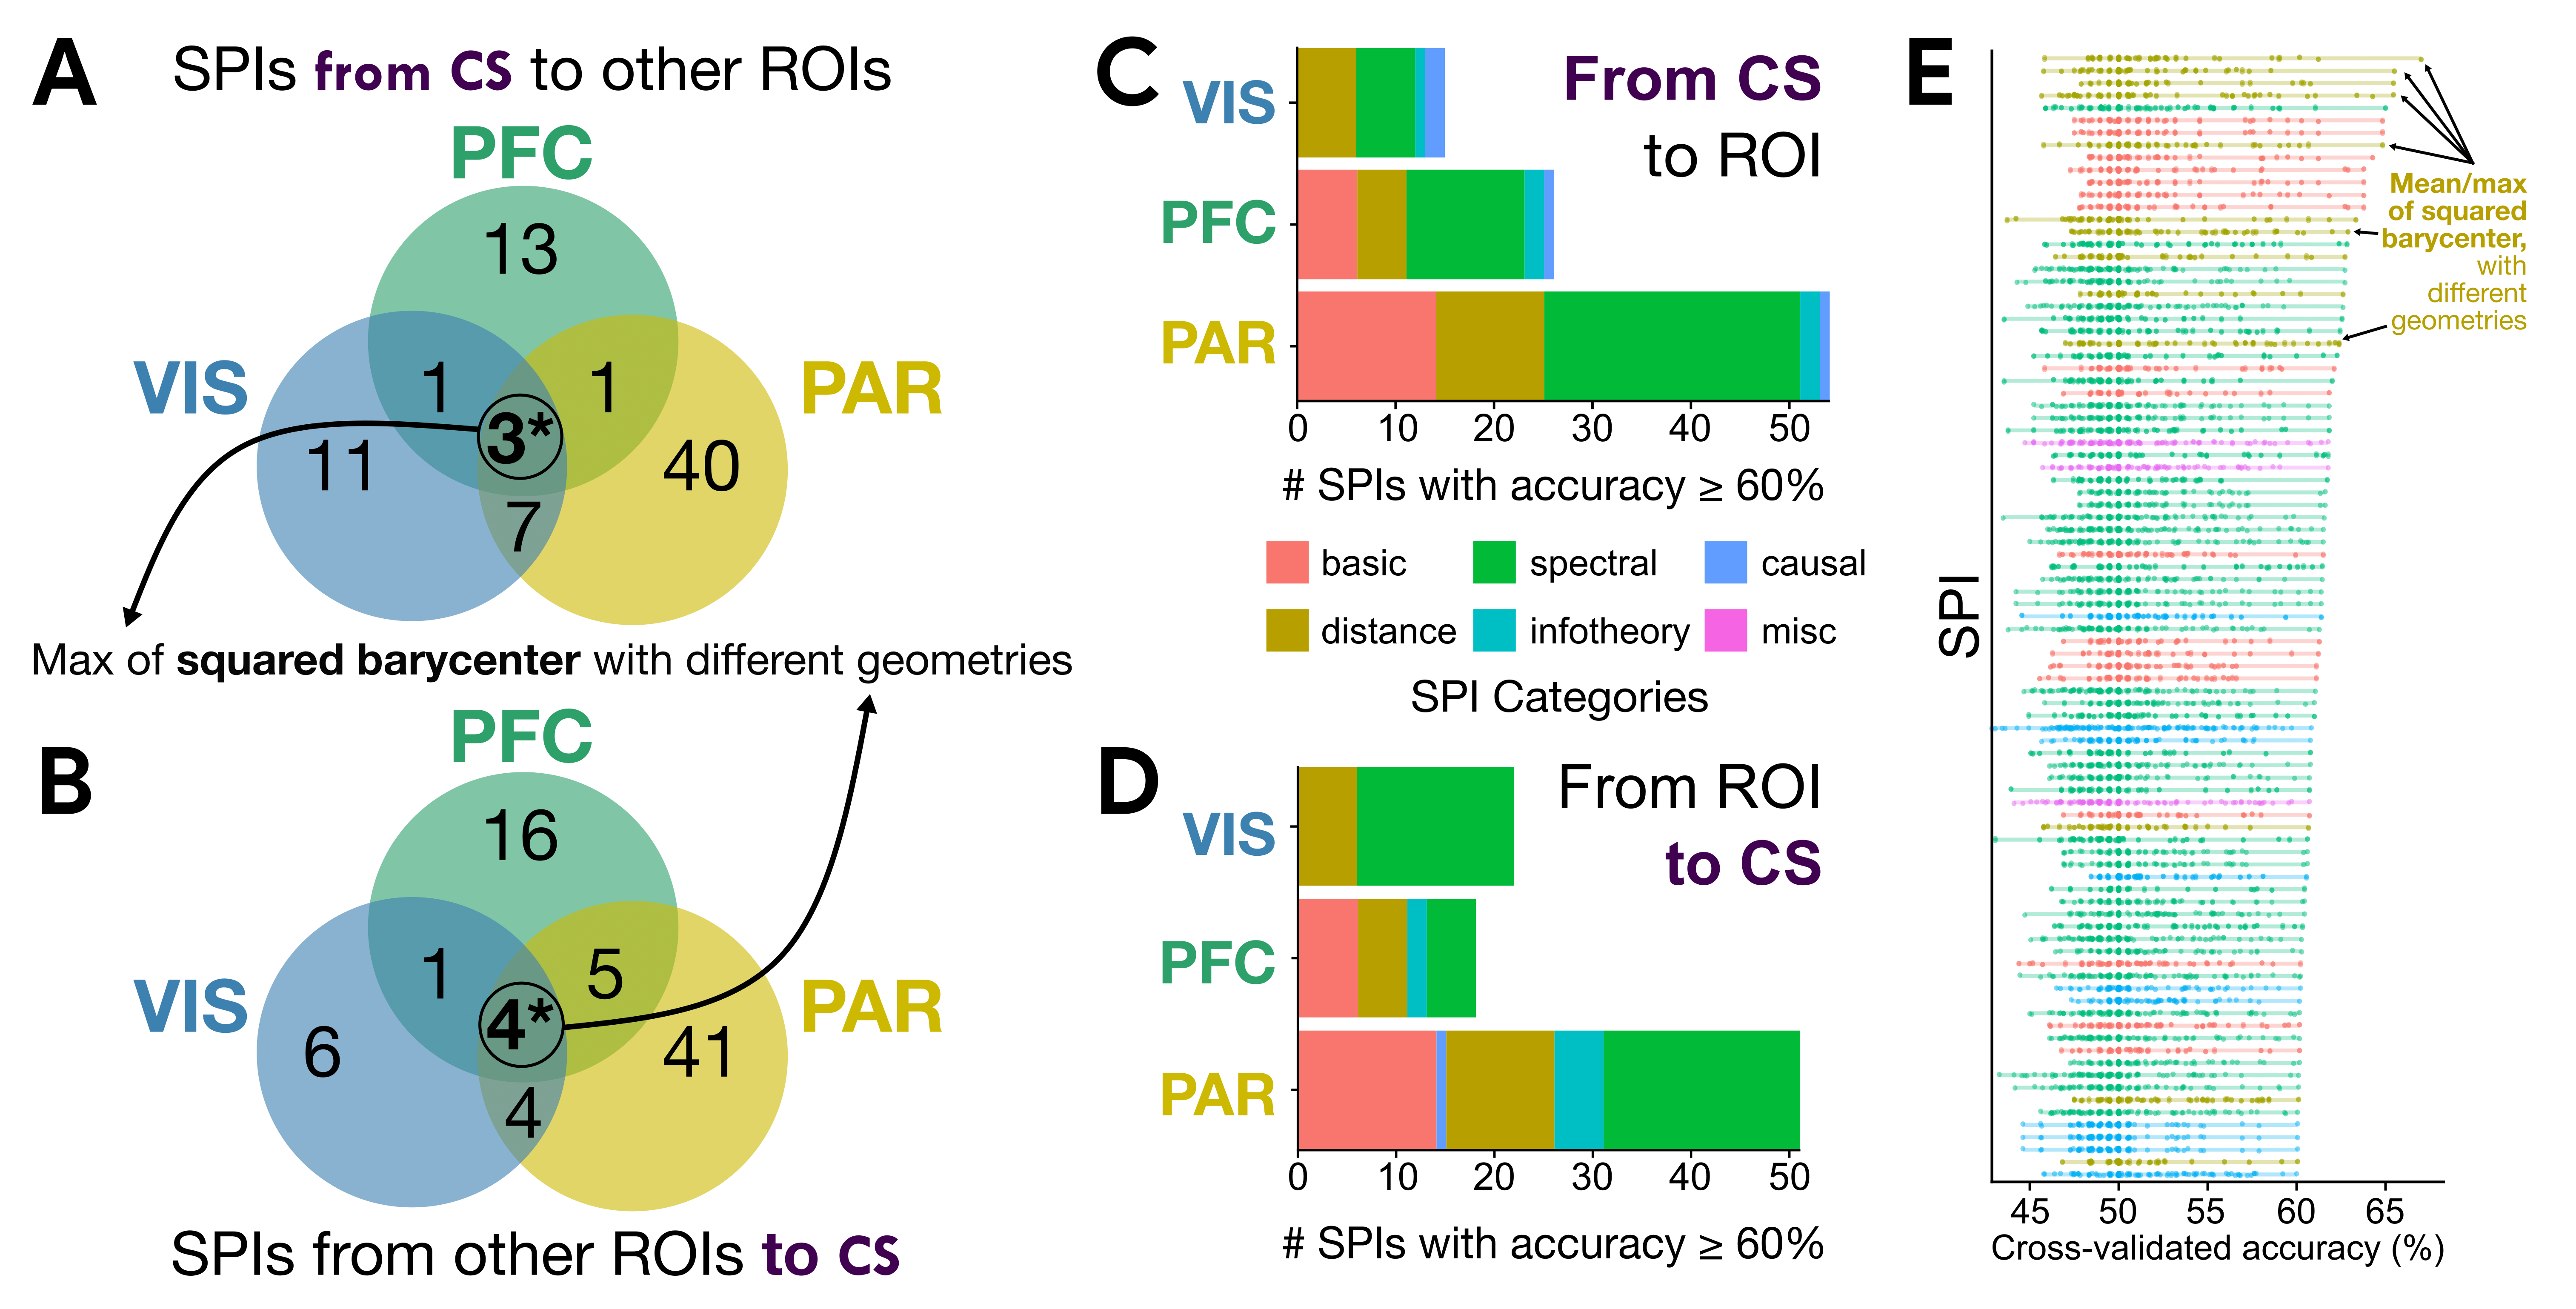 A
SPIs from CS to other ROIs
PFC
13
VIS
1
1
PAR
3*
11
40
7
Max of squared barycenter with different geometries
B
PFC
16
VIS
1
5
PAR
4*
6
41
4
SPIs from other ROIs to CS
C
From CS
to ROI
VIS
PFC
PAR
0 10 20 30 40 50
# SPIs with accuracy ≥ 60%
basic spectral causal
distance infotheory misc
SPI Categories
D
From ROI
to CS
VIS
PFC
PAR
0 10 20 30 40 50
# SPIs with accuracy ≥ 60%
E
Mean/max
of squared
barycenter,
with
different
geometries
SPI
45 50 55 60 65
Cross-validated accuracy (%)